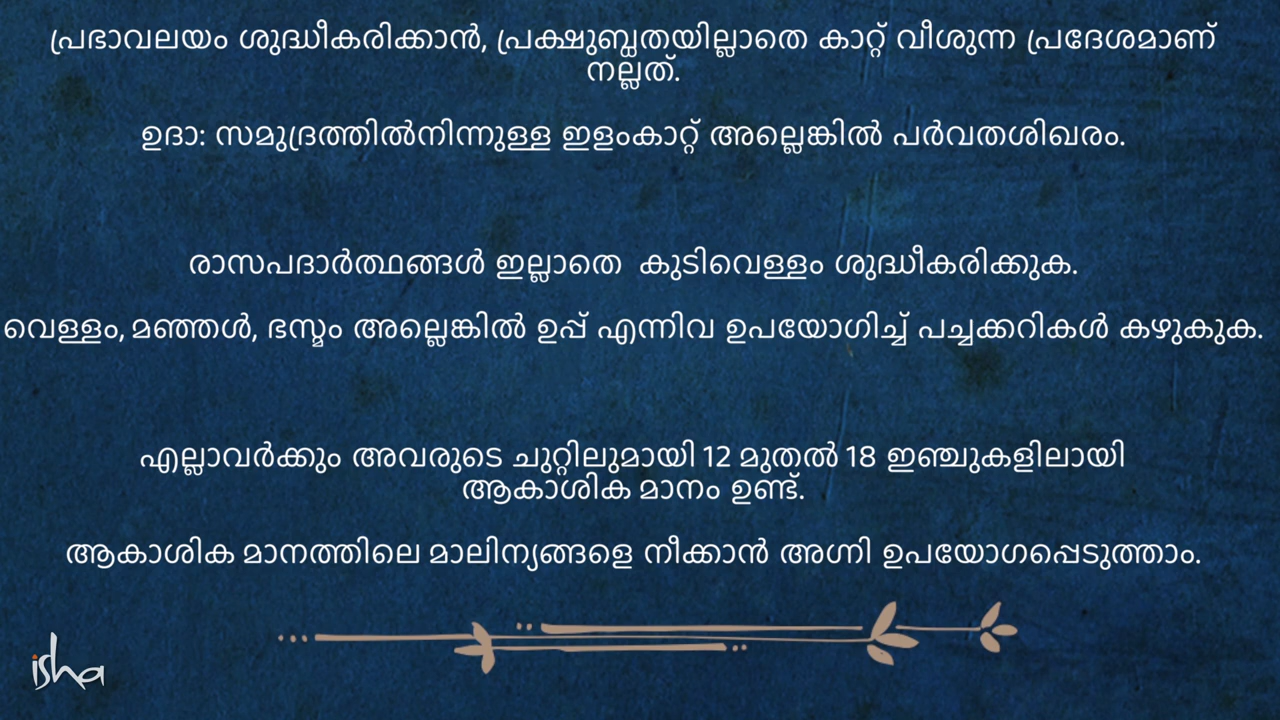 പ്രഭാവലയം ശുദ്ധീകരിക്കാൻ, പ്രക്ഷുബ്ധതയില്ലാതെ കാറ്റ് വീശുന്ന പ്രദേശമാണ്
നല്ലത്.
ഉദാ: സമുദ്രത്തിൽനിന്നുള്ള ഇളംകാറ്റ് അല്ലെങ്കിൽ പർവതശിഖരം.
രാസപദാർത്ഥങ്ങൾ ഇല്ലാതെ കുടിവെള്ളം ശുദ്ധീകരിക്കുക.
വെള്ളം, മഞ്ഞൾ, ഭസ്മം അല്ലെങ്കിൽ ഉപ്പ് എന്നിവ ഉപയോഗിച്ച് പച്ചക്കറികൾ കഴുകുക.
എല്ലാവർക്കും അവരുടെ ചുറ്റിലുമായി 12 മുതൽ 18 ഇഞ്ചുകളിലായി
ആകാശിക മാനം ഉണ്ട്.
ആകാശിക മാനത്തിലെ മാലിന്യങ്ങളെ നീക്കാൻ അഗ്നി ഉപയോഗപ്പെടുത്താം.
isha